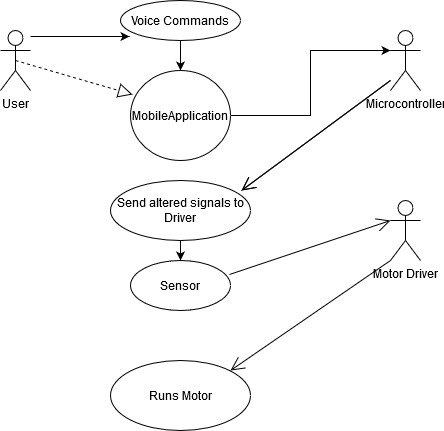 Voice Commands
User
MobileApplication
Microcontroller
Send altered signals to
Driver
Sensor
Motor Driver
Runs Motor